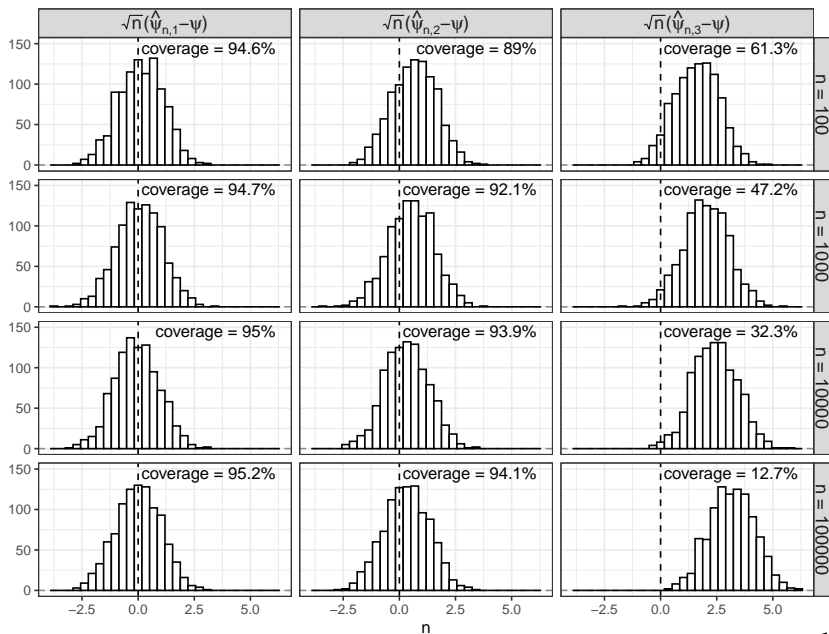 √n(ψ̂n,1−ψ) √n(ψ̂n,2−ψ) √n(ψ̂n,3−ψ)
150 coverage = 94.6% coverage = 89% coverage = 61.3% n = 100
100
50
0
150 coverage = 94.7% coverage = 92.1% coverage = 47.2% n = 1000
100
50
0
150 coverage = 95% coverage = 93.9% coverage = 32.3% n = 10000
100
50
0
150 coverage = 95.2% coverage = 94.1% coverage = 12.7% n = 100000
100
50
0
−2.5 0.0 2.5 5.0 −2.5 0.0 2.5 5.0 −2.5 0.0 2.5 5.0
n